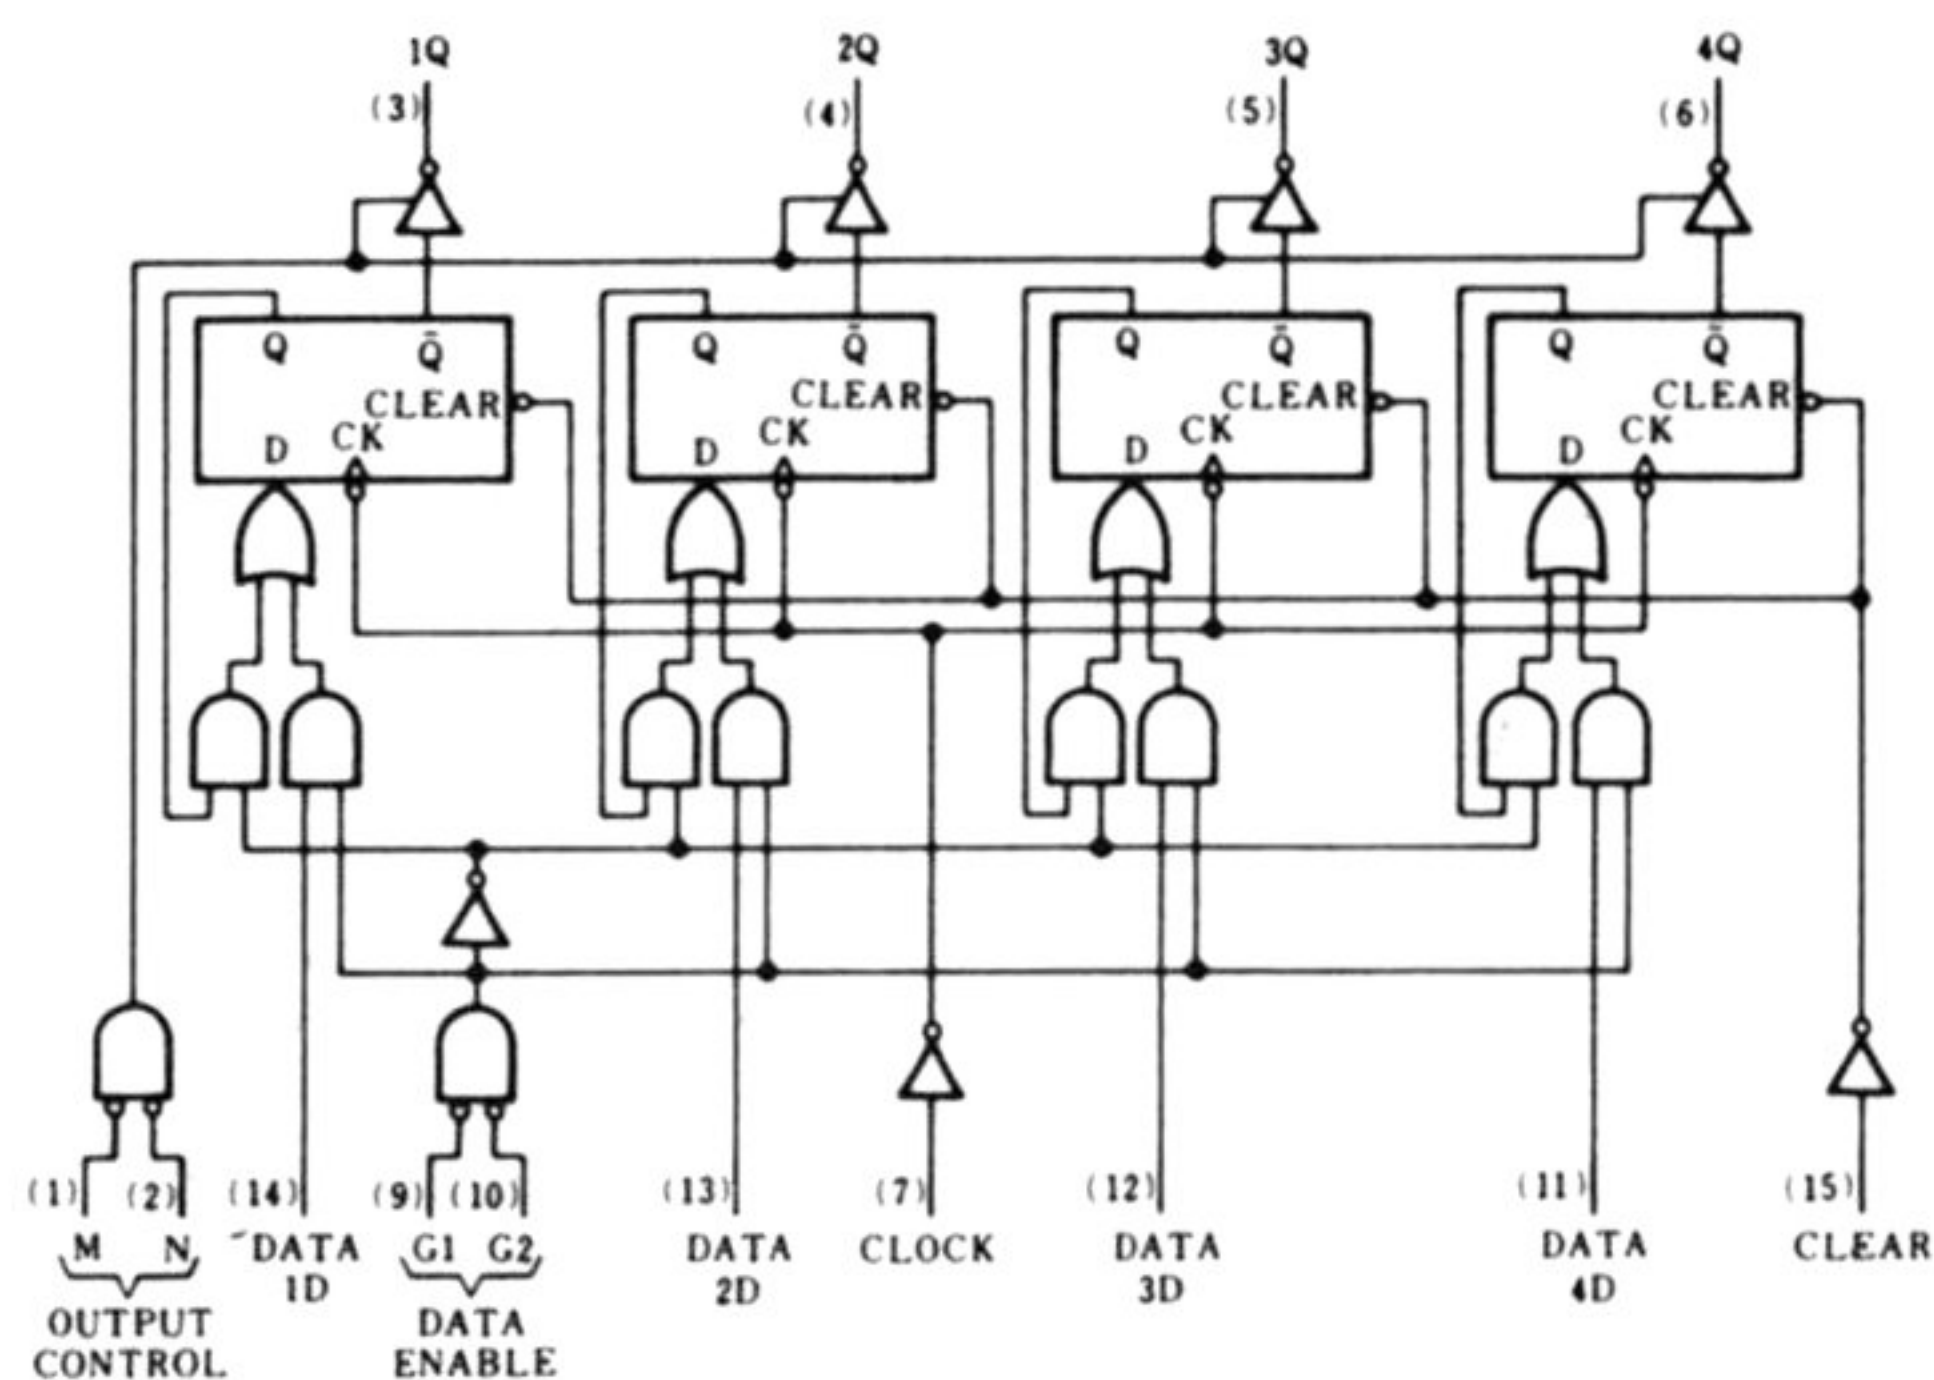 1Q 2Q 3Q 4Q
(3) (4) (5) (6)
Q Q̄ Q Q̄ Q Q̄ Q Q̄
CLEAR CLEAR CLEAR CLEAR
D CK D CK D CK D CK
(1) (2) (14) (9) (10) (13) (7) (12) (11) (15)
M N DATA G1 G2 DATA CLOCK DATA DATA CLEAR
1D 2D 3D 4D
OUTPUT DATA
CONTROL ENABLE